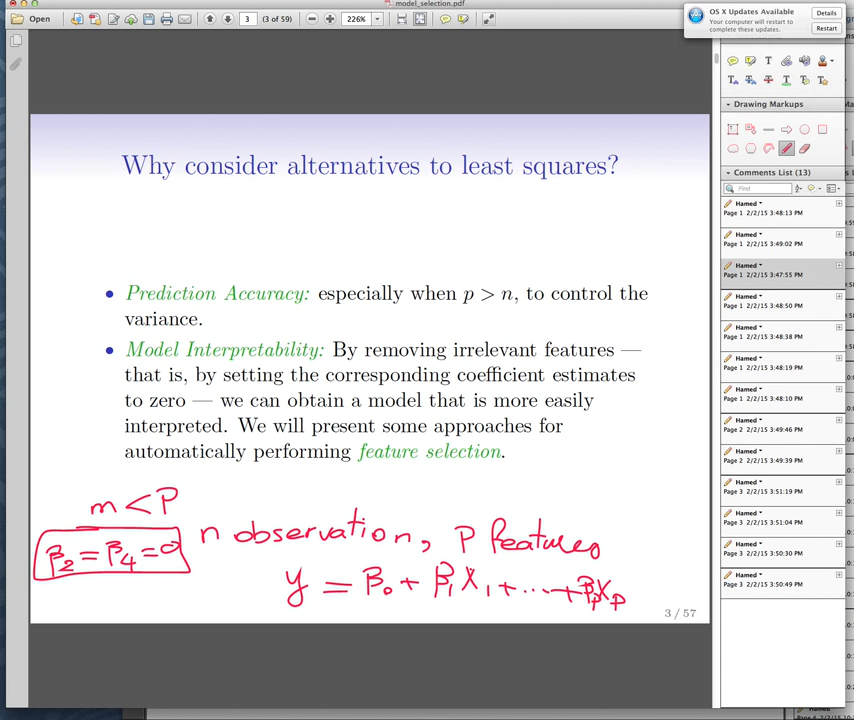 model_selection.pdf
Open
3
(3 of 59)
226%
OS X Updates Available
Your computer will restart to
complete these updates.
Details
Restart
Drawing Markups
Comments List (13)
Find
Hamed
Page 1 2/2/15 3:48:13 PM
Hamed
Page 1 2/2/15 3:49:02 PM
Hamed
Page 1 2/2/15 3:47:55 PM
Hamed
Page 1 2/2/15 3:48:50 PM
Hamed
Page 1 2/2/15 3:48:38 PM
Hamed
Page 1 2/2/15 3:48:19 PM
Hamed
Page 1 2/2/15 3:48:10 PM
Hamed
Page 2 2/2/15 3:49:46 PM
Hamed
Page 2 2/2/15 3:49:39 PM
Hamed
Page 3 2/2/15 3:51:19 PM
Hamed
Page 3 2/2/15 3:51:04 PM
Hamed
Page 3 2/2/15 3:50:30 PM
Hamed
Page 3 2/2/15 3:50:49 PM
Why consider alternatives to least squares?
• Prediction Accuracy: especially when p > n, to control the
variance.
• Model Interpretability: By removing irrelevant features —
that is, by setting the corresponding coefficient estimates
to zero — we can obtain a model that is more easily
interpreted. We will present some approaches for
automatically performing feature selection.
m < P
n observation, P features
β₂ = β₄ = 0
y = β₀ + β₁X₁ + ... + βₚXₚ
3 / 57